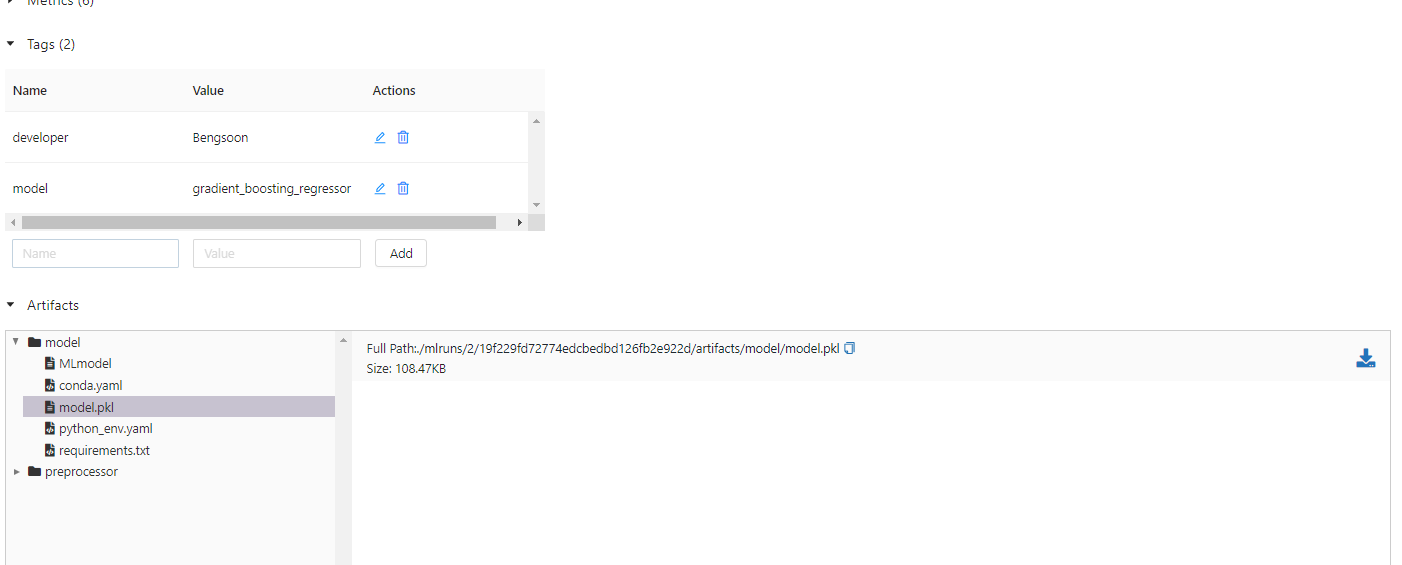 Metrics (6)
Tags (2)
Name Value Actions
developer Bengsoon
model gradient_boosting_regressor
Name Value Add
Artifacts
model
MLmodel
conda.yaml
model.pkl
python_env.yaml
requirements.txt
preprocessor
Full Path:./mlruns/2/19f229fd72774edcbedbd126fb2e922d/artifacts/model/model.pkl
Size: 108.47KB